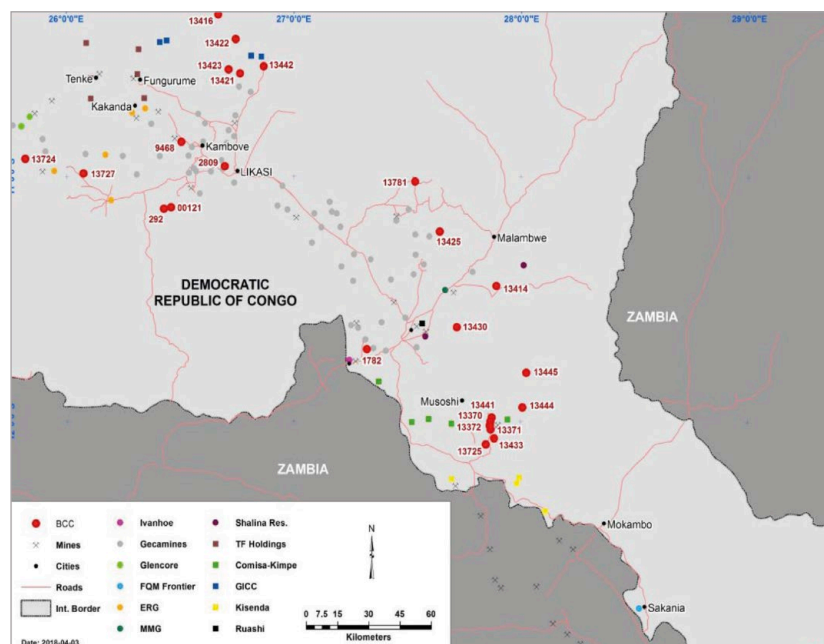 26°0'0"E
27°0'0"E
28°0'0"E
29°0'0"E
13416
13422
13423
13442
13421
Tenke
Fungurume
Kakanda
9468
Kambove
2809
LIKASI
13724
13727
13781
292
00121
13425
Malambwe
DEMOCRATIC
REPUBLIC OF CONGO
13414
ZAMBIA
13430
1782
13445
Musoshi
13441
13444
13370
13372
13371
13433
13725
ZAMBIA
ZAMBIA
Mokambo
Sakania
BCC
Mines
Cities
Roads
Int. Border
Ivanhoe
Gecamines
Glencore
FQM Frontier
ERG
MMG
Shalina Res.
TF Holdings
Comisa-Kimpe
GICC
Kisenda
Ruashi
N
0 7.5 15 30 45 60
Kilometers
Date: 2018-04-03